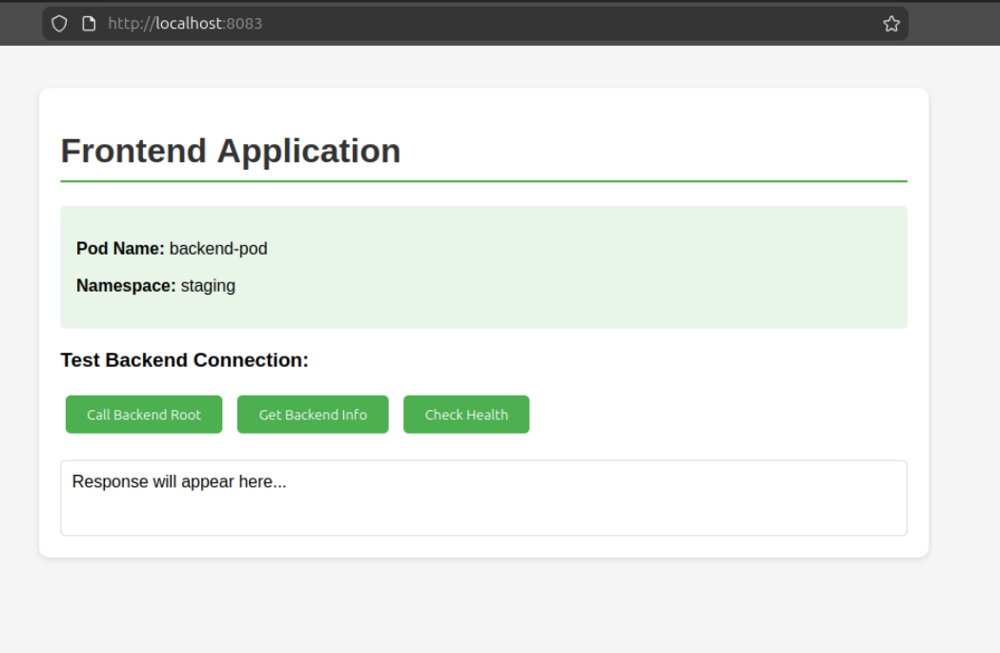 http://localhost:8083
Frontend Application
Pod Name: backend-pod
Namespace: staging
Test Backend Connection:
Call Backend Root Get Backend Info Check Health
Response will appear here...